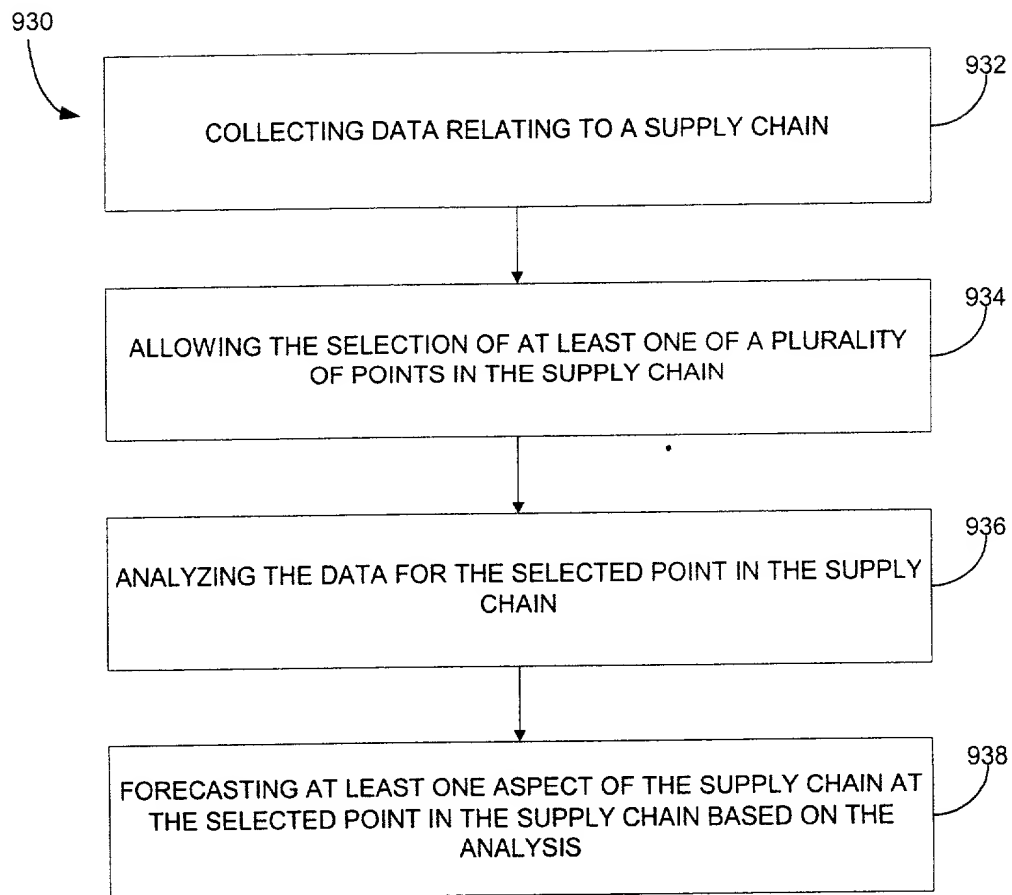 930
932
COLLECTING DATA RELATING TO A SUPPLY CHAIN
934
ALLOWING THE SELECTION OF AT LEAST ONE OF A PLURALITY
OF POINTS IN THE SUPPLY CHAIN
936
ANALYZING THE DATA FOR THE SELECTED POINT IN THE SUPPLY
CHAIN
938
FORECASTING AT LEAST ONE ASPECT OF THE SUPPLY CHAIN AT
THE SELECTED POINT IN THE SUPPLY CHAIN BASED ON THE
ANALYSIS